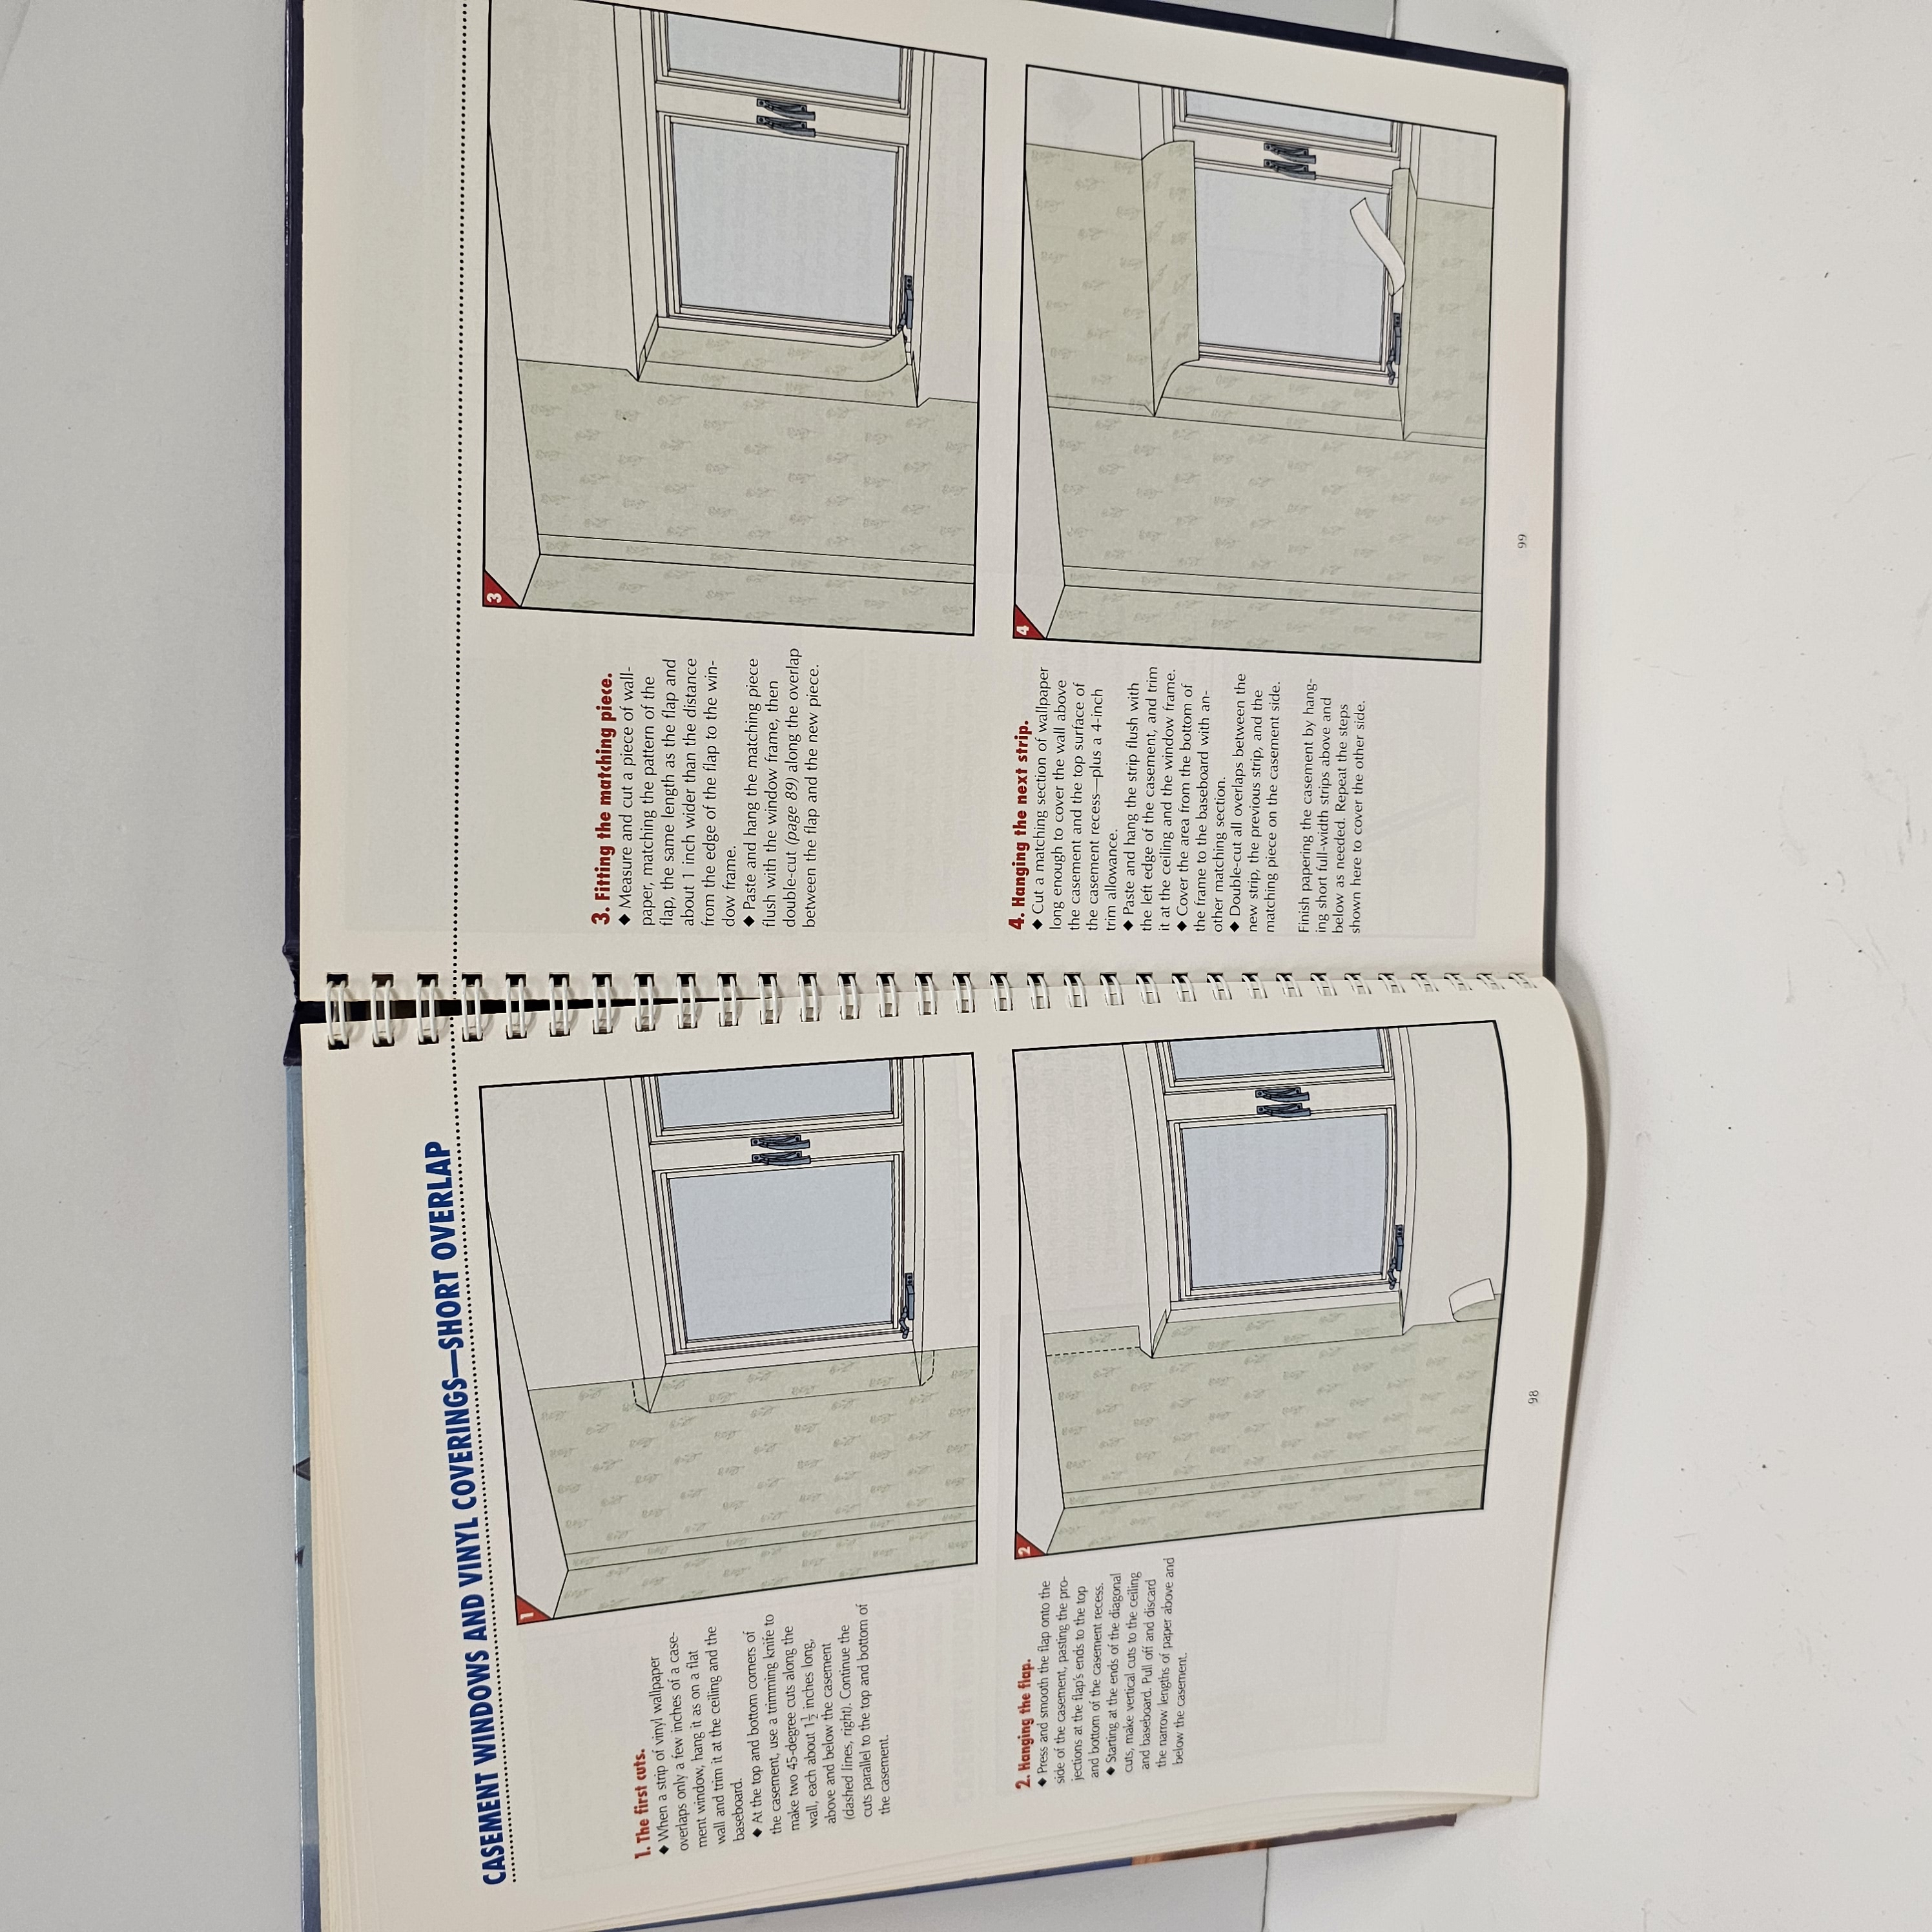 CASEMENT WINDOWS AND VINYL COVERINGS—SHORT OVERLAP
1
1. The first cuts.
◆ When a strip of vinyl wallpaper
overlaps only a few inches of a case-
ment window, hang it as on a flat
wall and trim it at the ceiling and the
baseboard.
◆ At the top and bottom corners of
the casement, use a trimming knife to
make two 45-degree cuts along the
wall, each about 1½ inches long,
above and below the casement
(dashed lines, right). Continue the
cuts parallel to the top and bottom of
the casement.
2
2. Hanging the flap.
◆ Press and smooth the flap onto the
side of the casement, pasting the pro-
jections at the flap's ends to the top
and bottom of the casement recess.
◆ Starting at the ends of the diagonal
cuts, make vertical cuts to the ceiling
and baseboard. Pull off and discard
the narrow lengths of paper above and
below the casement.
98
3
3. Fitting the matching piece.
◆ Measure and cut a piece of wall-
paper, matching the pattern of the
flap, the same length as the flap and
about 1 inch wider than the distance
from the edge of the flap to the win-
dow frame.
◆ Paste and hang the matching piece
flush with the window frame, then
double-cut (page 89) along the overlap
between the flap and the new piece.
4
4. Hanging the next strip.
◆ Cut a matching section of wallpaper
long enough to cover the wall above
the casement and the top surface of
the casement recess—plus a 4-inch
trim allowance.
◆ Paste and hang the strip flush with
the left edge of the casement, and trim
it at the ceiling and the window frame.
◆ Cover the area from the bottom of
the frame to the baseboard with an-
other matching section.
◆ Double-cut all overlaps between the
new strip, the previous strip, and the
matching piece on the casement side.
Finish papering the casement by hang-
ing short full-width strips above and
below as needed. Repeat the steps
shown here to cover the other side.
99